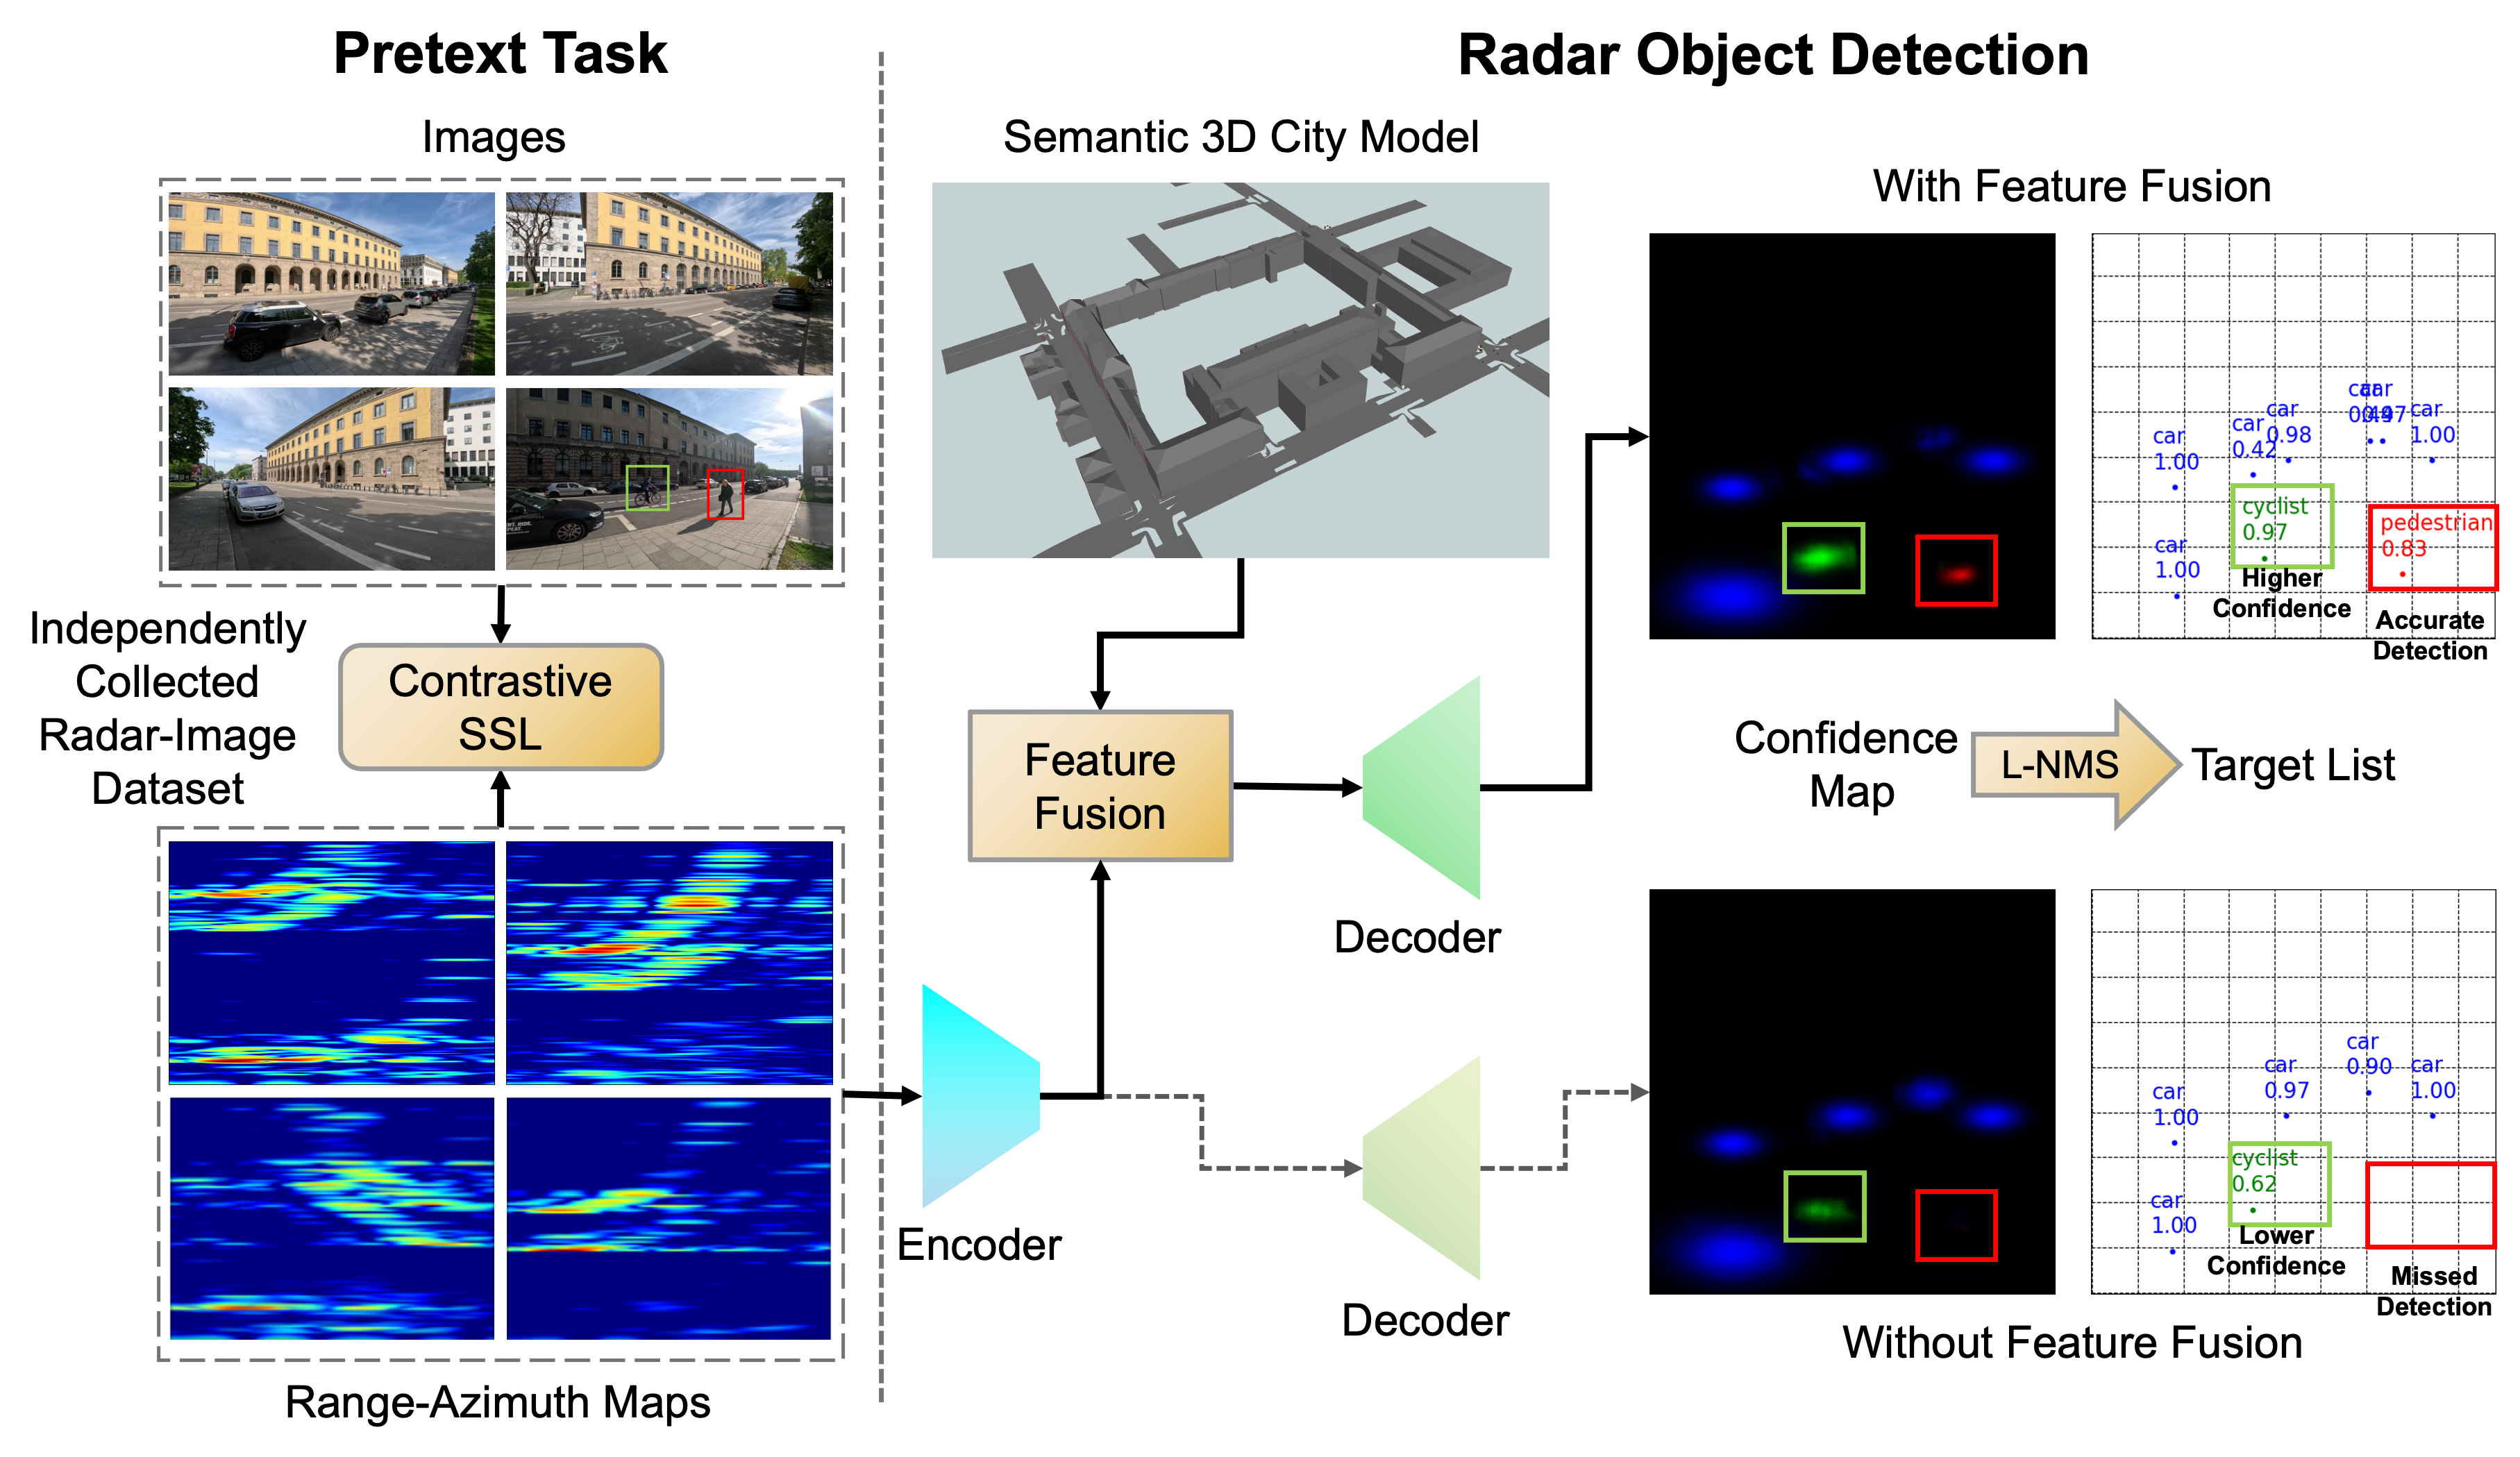 Pretext Task
Images
Independently
Collected
Radar-Image
Dataset
Contrastive
SSL
Range-Azimuth Maps
Radar Object Detection
Semantic 3D City Model
Feature
Fusion
Encoder
Decoder
Decoder
With Feature Fusion
car
1.00
car
0.42
car
0.98
car
car
0.97
car
1.00
cyclist
0.97
pedestrian
0.83
car
1.00
Higher
Confidence
Accurate
Detection
Confidence
Map
L-NMS
Target List
car
1.00
car
0.97
car
0.90
car
1.00
cyclist
0.62
car
1.00
Lower
Confidence
Missed
Detection
Without Feature Fusion